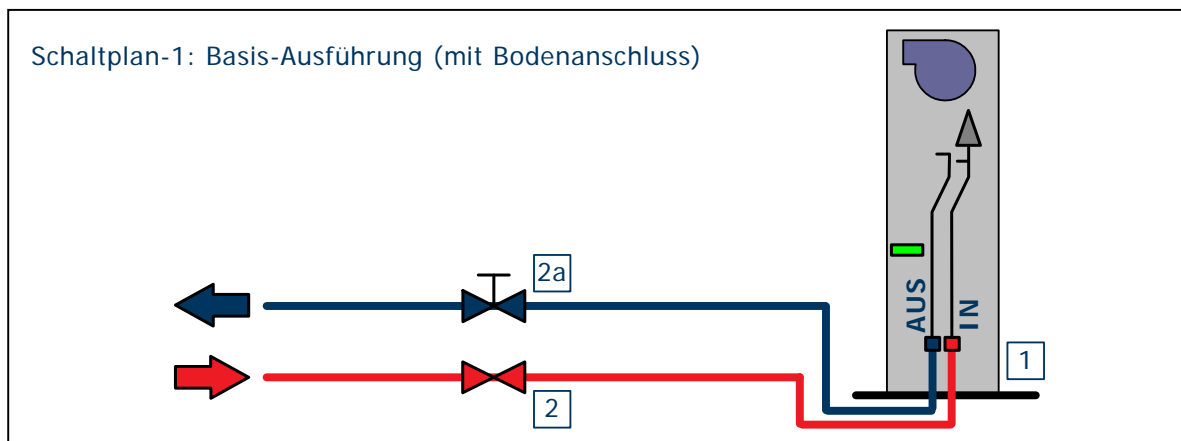 Schaltplan-1: Basis-Ausführung (mit Bodenanschluss)
2a
AUS
IN
1
2